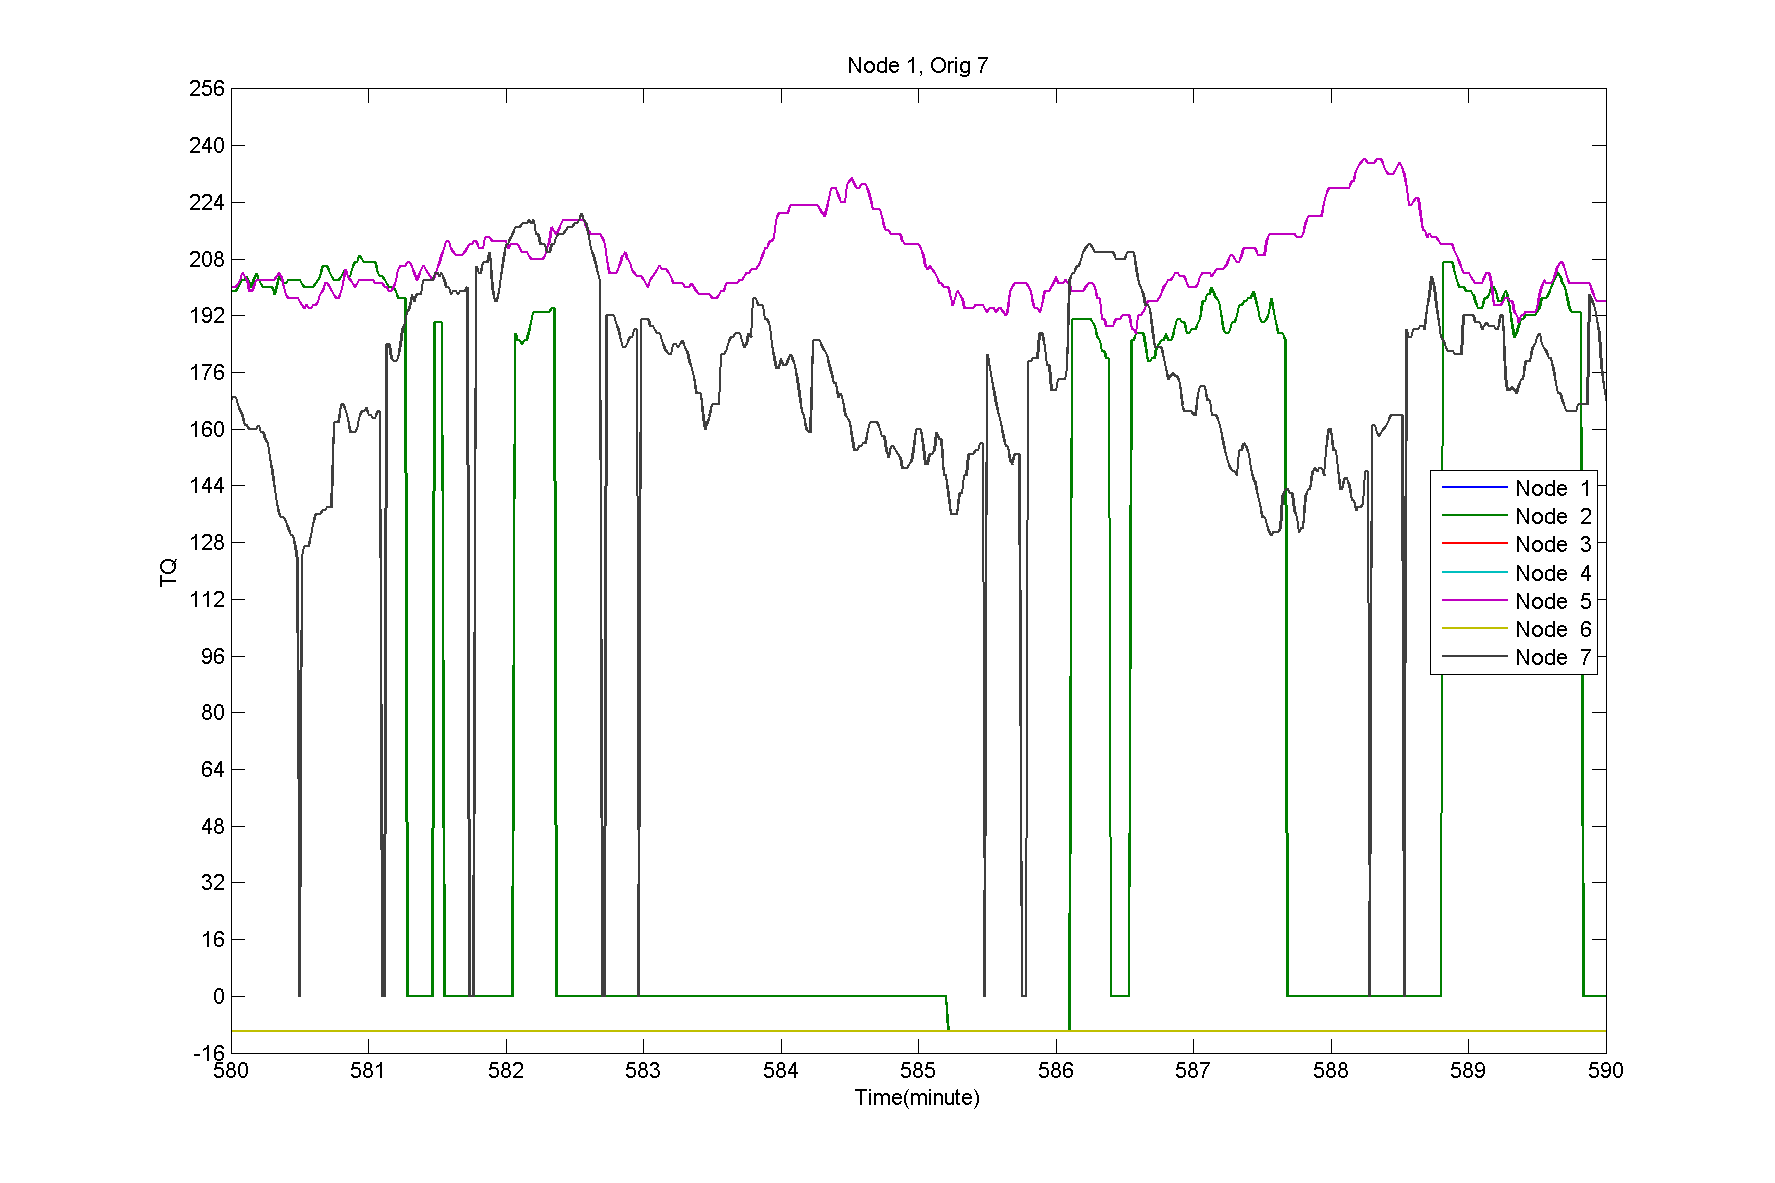 Node 1, Orig 7
256
240
224
208
192
176
160
144
128
112
96
80
64
48
32
16
0
-16
TQ
Node 1
Node 2
Node 3
Node 4
Node 5
Node 6
Node 7
580 581 582 583 584 585 586 587 588 589 590
Time(minute)